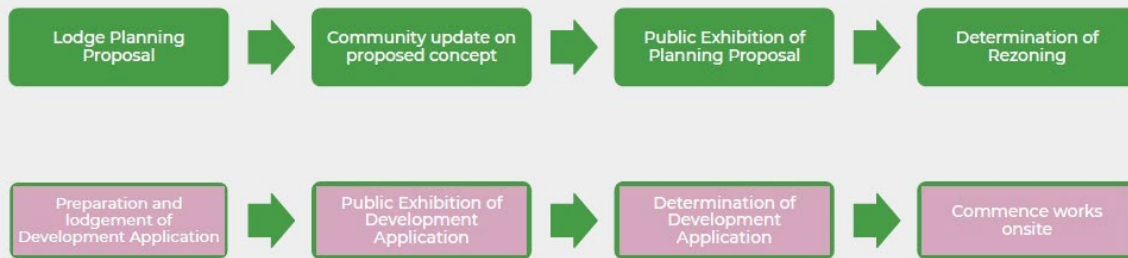 Lodge Planning
Proposal
Community update on
proposed concept
Public Exhibition of
Planning Proposal
Determination of
Rezoning
Preparation and
lodgement of
Development Application
Public Exhibition of
Development
Application
Determination of
Development
Application
Commence works
onsite